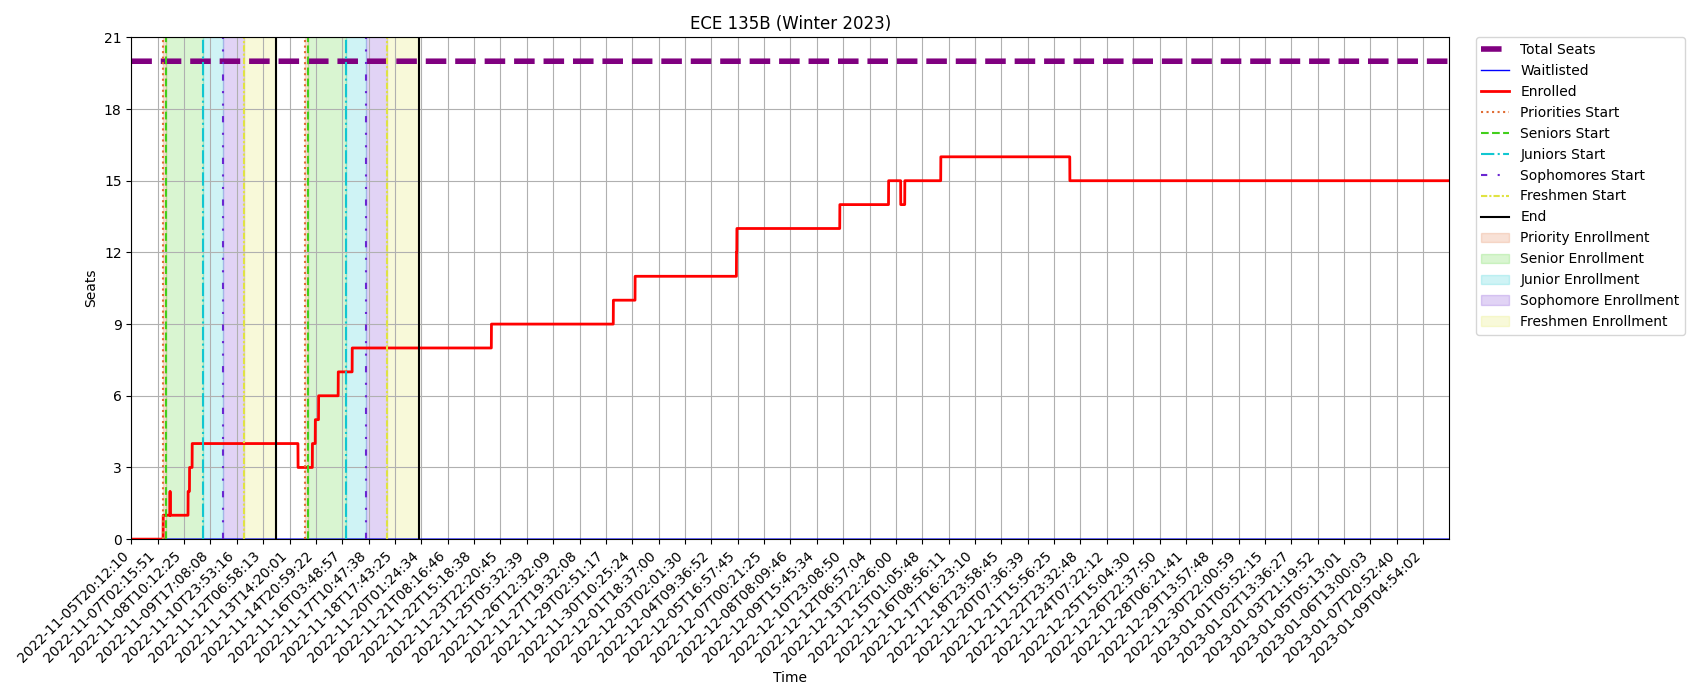 ECE 135B (Winter 2023)
21
18
15
12
9
6
3
0
Seats
2022-11-05T20:12:10
2022-11-07T02:15:51
2022-11-08T10:12:25
2022-11-09T17:08:08
2022-11-10T23:53:16
2022-11-12T06:58:13
2022-11-13T14:20:01
2022-11-14T20:59:22
2022-11-16T03:48:57
2022-11-17T10:47:38
2022-11-18T17:43:25
2022-11-20T01:24:34
2022-11-21T08:16:46
2022-11-22T15:18:38
2022-11-23T22:20:45
2022-11-25T05:32:39
2022-11-26T12:32:09
2022-11-27T19:32:08
2022-11-29T02:51:17
2022-11-30T10:25:24
2022-12-01T18:37:00
2022-12-03T02:01:30
2022-12-04T09:36:52
2022-12-05T16:57:45
2022-12-07T00:21:25
2022-12-08T08:09:46
2022-12-09T15:45:34
2022-12-10T23:08:50
2022-12-12T06:57:04
2022-12-13T22:26:00
2022-12-15T01:05:48
2022-12-16T08:56:11
2022-12-17T16:23:10
2022-12-18T23:58:45
2022-12-20T07:36:39
2022-12-21T15:56:25
2022-12-22T23:32:48
2022-12-24T07:22:12
2022-12-25T15:04:30
2022-12-26T22:37:50
2022-12-28T06:21:41
2022-12-29T13:57:48
2022-12-30T22:00:59
2023-01-01T05:52:15
2023-01-02T13:36:27
2023-01-03T21:19:52
2023-01-05T05:13:01
2023-01-06T13:00:03
2023-01-07T20:52:40
2023-01-09T04:54:02
Time
Total Seats
Waitlisted
Enrolled
Priorities Start
Seniors Start
Juniors Start
Sophomores Start
Freshmen Start
End
Priority Enrollment
Senior Enrollment
Junior Enrollment
Sophomore Enrollment
Freshmen Enrollment